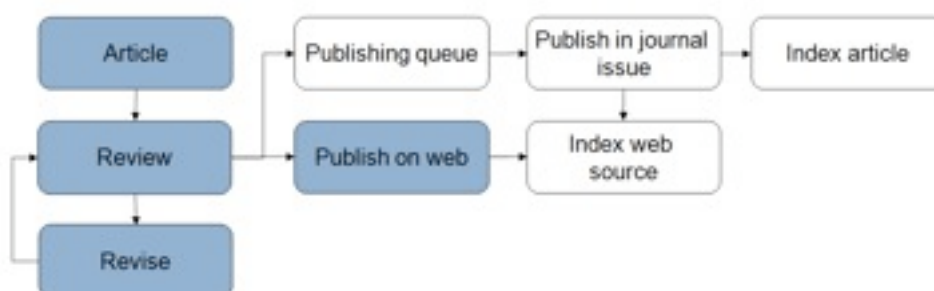 Article
Publishing queue
Publish in journal
issue
Index article
Review
Publish on web
Index web
source
Revise